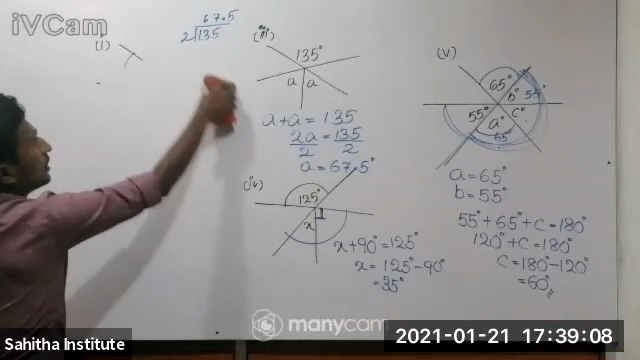 iVCam
(i)
67.5
2 135
(iii)
135°
a a
a+a = 135
2a = 135
2 2
a = 67.5°
(iv)
125°
x
x+90° = 125°
x = 125°-90°
= 35°
(v)
65°
b°
55°
55°
c°
a°
65°
a = 65°
b = 55°
55°+65°+c = 180°
120°+c = 180°
c = 180°-120°
= 60°
manycam
Sahitha Institute
2021-01-21 17:39:08